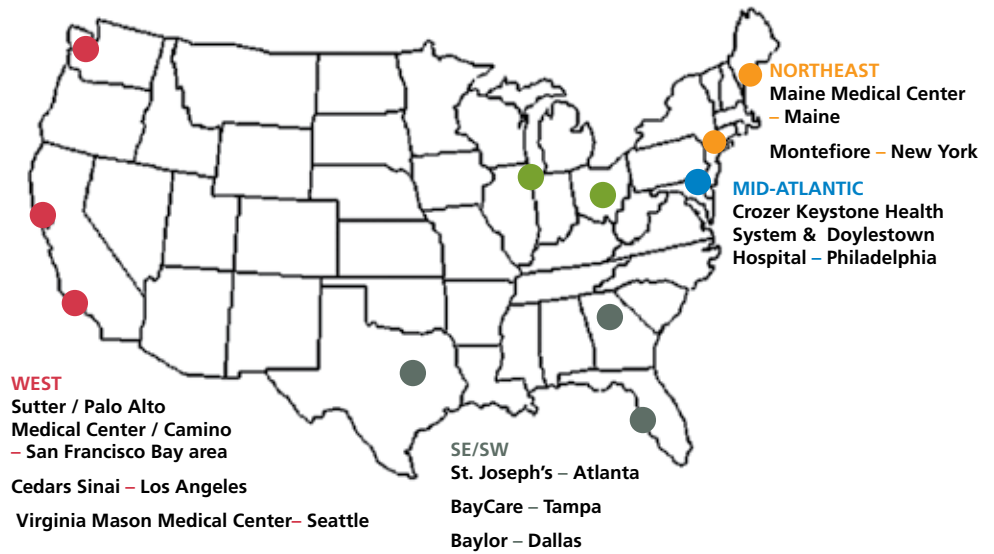 NORTHEAST
Maine Medical Center
– Maine
Montefiore – New York
MID-ATLANTIC
Crozer Keystone Health
System & Doylestown
Hospital – Philadelphia
WEST
Sutter / Palo Alto
Medical Center / Camino
– San Francisco Bay area
Cedars Sinai – Los Angeles
Virginia Mason Medical Center– Seattle
SE/SW
St. Joseph's – Atlanta
BayCare – Tampa
Baylor – Dallas